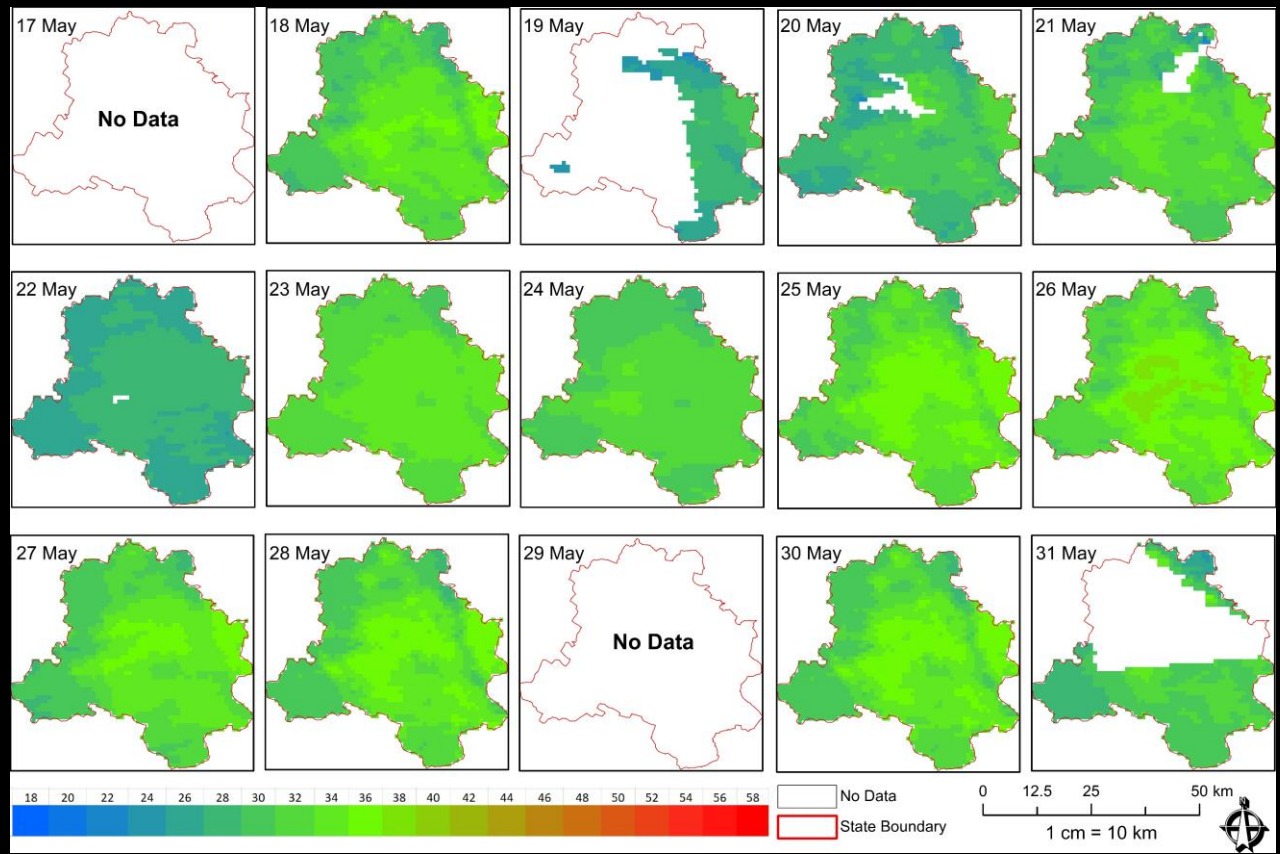 17 May
No Data
18 May
19 May
20 May
21 May
22 May
23 May
24 May
25 May
26 May
27 May
28 May
29 May
No Data
30 May
31 May
18 20 22 24 26 28 30 32 34 36 38 40 42 44 46 48 50 52 54 56 58
No Data
State Boundary
0 12.5 25 50 km
1 cm = 10 km